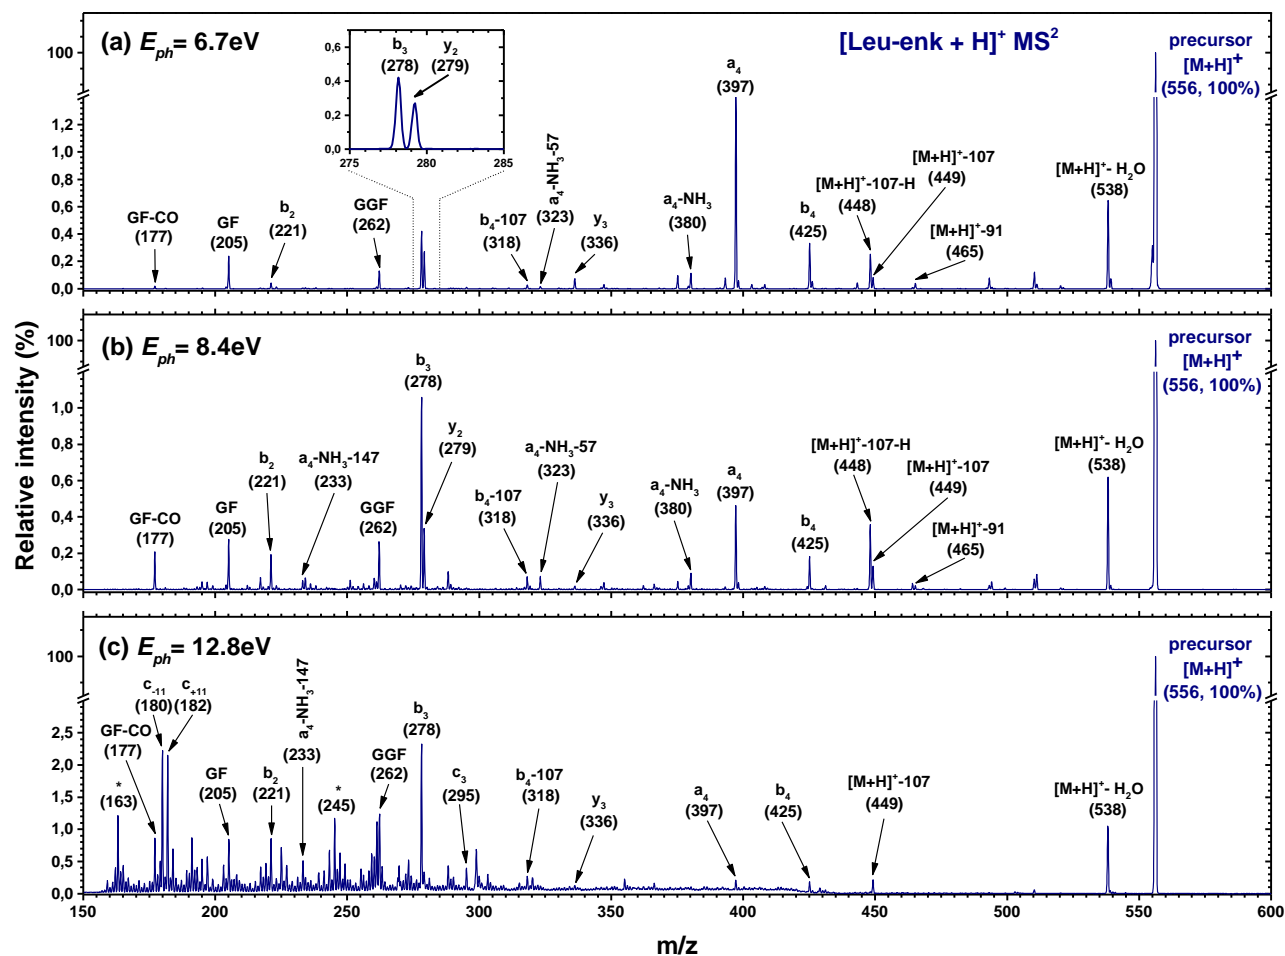 (a) Eph= 6.7eV
[Leu-enk + H]+ MS2
precursor
[M+H]+
(556, 100%)
b3
(278)
y2
(279)
0,6
0,4
0,2
0,0
275
280
285
100
1,2
1,0
0,8
0,6
0,4
0,2
0,0
GF-CO
(177)
GF
(205)
b2
(221)
GGF
(262)
b4-107
(318)
a4-NH3-57
(323)
y3
(336)
a4-NH3
(380)
a4
(397)
b4
(425)
[M+H]+-107-H
(448)
[M+H]+-107
(449)
[M+H]+-91
(465)
[M+H]+- H2O
(538)
(b) Eph= 8.4eV
precursor
[M+H]+
(556, 100%)
100
1,0
0,8
0,6
0,4
0,2
0,0
GF-CO
(177)
GF
(205)
b2
(221)
a4-NH3-147
(233)
GGF
(262)
b3
(278)
y2
(279)
b4-107
(318)
a4-NH3-57
(323)
y3
(336)
a4-NH3
(380)
a4
(397)
b4
(425)
[M+H]+-107-H
(448)
[M+H]+-107
(449)
[M+H]+-91
(465)
[M+H]+- H2O
(538)
Relative intensity (%)
(c) Eph= 12.8eV
precursor
[M+H]+
(556, 100%)
100
2,5
2,0
1,5
1,0
0,5
0,0
*
(163)
GF-CO
(177)
c-11
(180)
c+11
(182)
GF
(205)
b2
(221)
a4-NH3-147
(233)
*
(245)
GGF
(262)
b3
(278)
c3
(295)
b4-107
(318)
y3
(336)
a4
(397)
b4
(425)
[M+H]+-107
(449)
[M+H]+- H2O
(538)
150
200
250
300
350
400
450
500
550
600
m/z